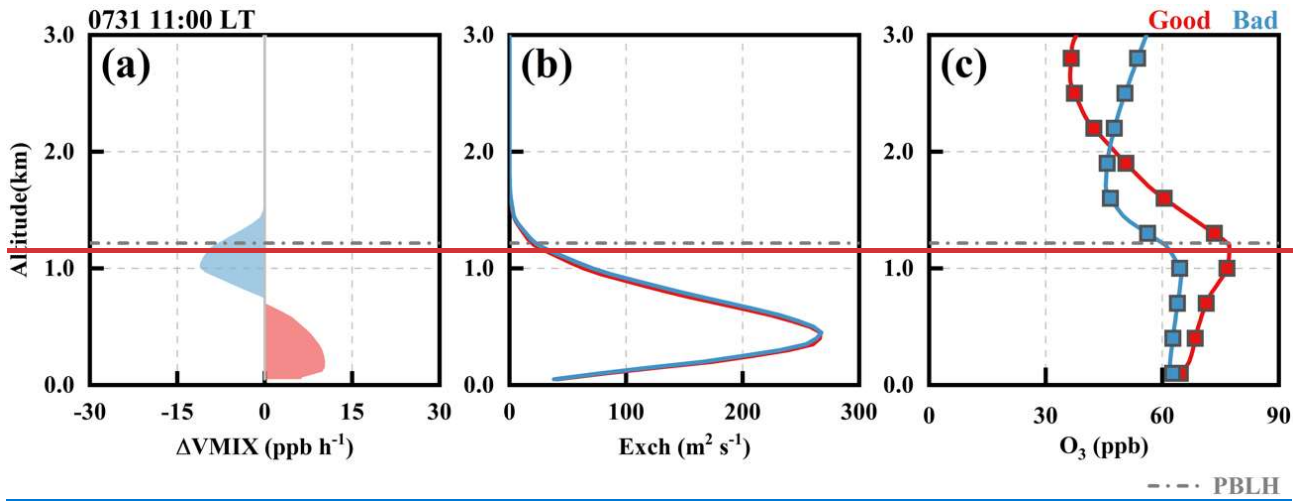 0731 11:00 LT
Good Bad
3.0 3.0 3.0
(a) (b) (c)
2.0 2.0 2.0
Altitude(km)
1.0 1.0 1.0
0.0 0.0 0.0
-30 -15 0 15 30 0 100 200 300 0 30 60 90
ΔVMIX (ppb h⁻¹) Exch (m² s⁻¹) O₃ (ppb)
PBLH